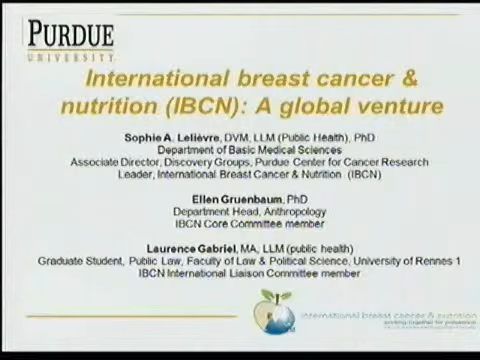 PURDUE
UNIVERSITY
International breast cancer &
nutrition (IBCN): A global venture
Sophie A. Lelièvre, DVM, LLM (Public Health), PhD
Department of Basic Medical Sciences
Associate Director, Discovery Groups, Purdue Center for Cancer Research
Leader, International Breast Cancer & Nutrition (IBCN)
Ellen Gruenbaum, PhD
Department Head, Anthropology
IBCN Core Committee member
Laurence Gabriel, MA, LLM (public health)
Graduate Student, Public Law, Faculty of Law & Political Science, University of Rennes 1
IBCN International Liaison Committee member
international breast cancer & nutrition
working together for prevention